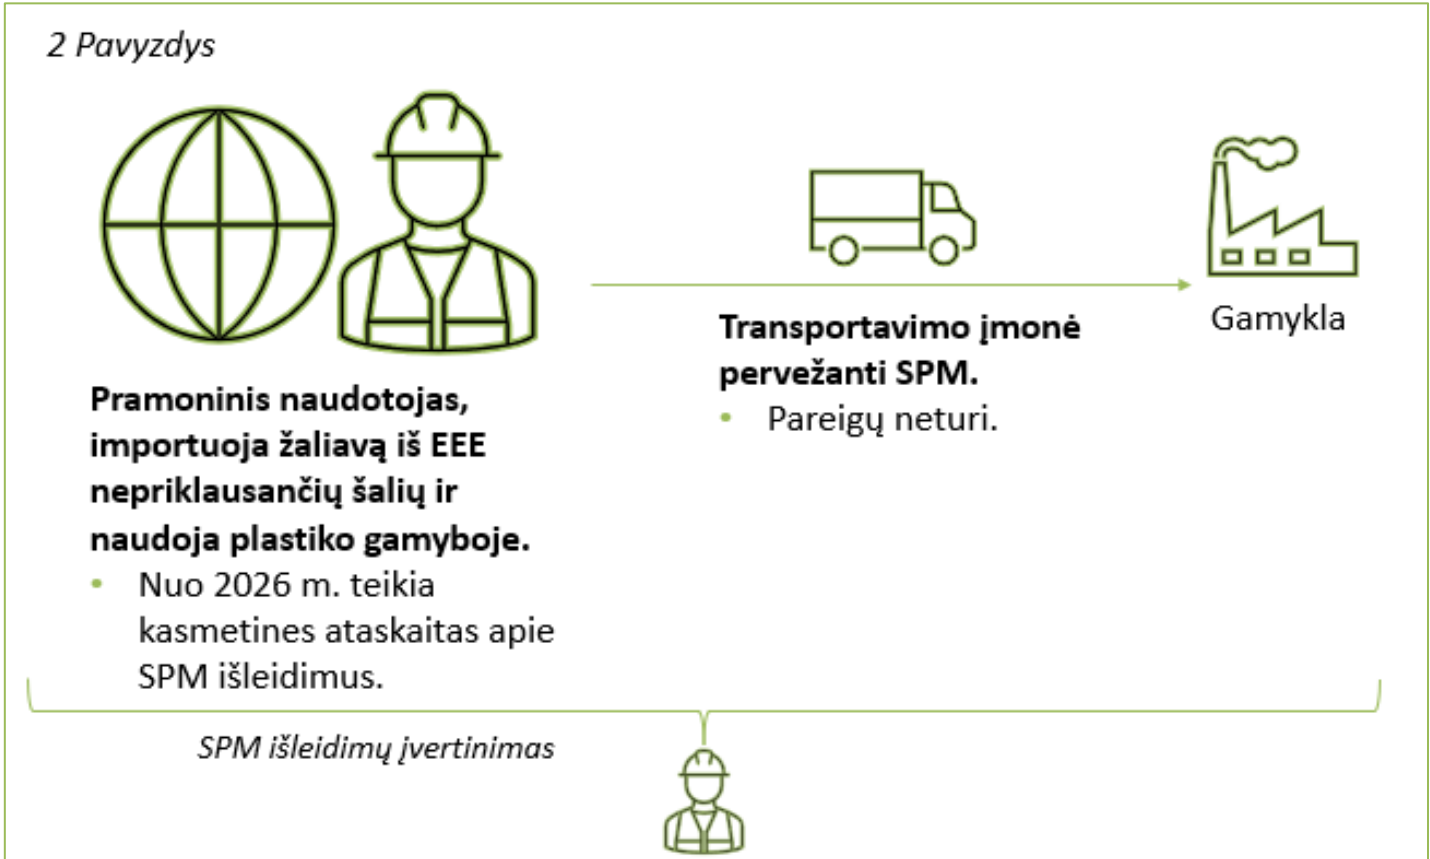 2 Pavyzdys
Pramoninis naudotojas,
importuoja žaliavą iš EEE
nepriklausančių šalių ir
naudoja plastiko gamyboje.
• Nuo 2026 m. teikia
kasmetines ataskaitas apie
SPM išleidimus.
Transportavimo įmonė
pervežanti SPM.
• Pareigų neturi.
Gamykla
SPM išleidimų įvertinimas